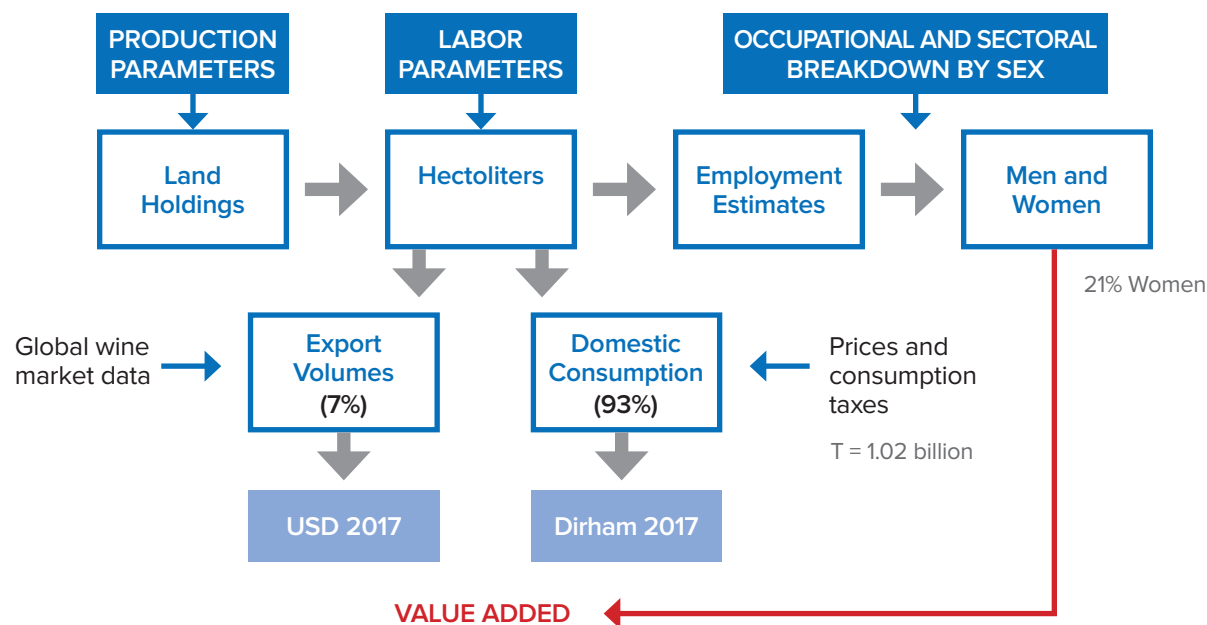 PRODUCTION
PARAMETERS
LABOR
PARAMETERS
OCCUPATIONAL AND SECTORAL
BREAKDOWN BY SEX
Land
Holdings
Hectoliters
Employment
Estimates
Men and
Women
21% Women
Global wine
market data
Export
Volumes
(7%)
Domestic
Consumption
(93%)
Prices and
consumption
taxes
T = 1.02 billion
USD 2017
Dirham 2017
VALUE ADDED